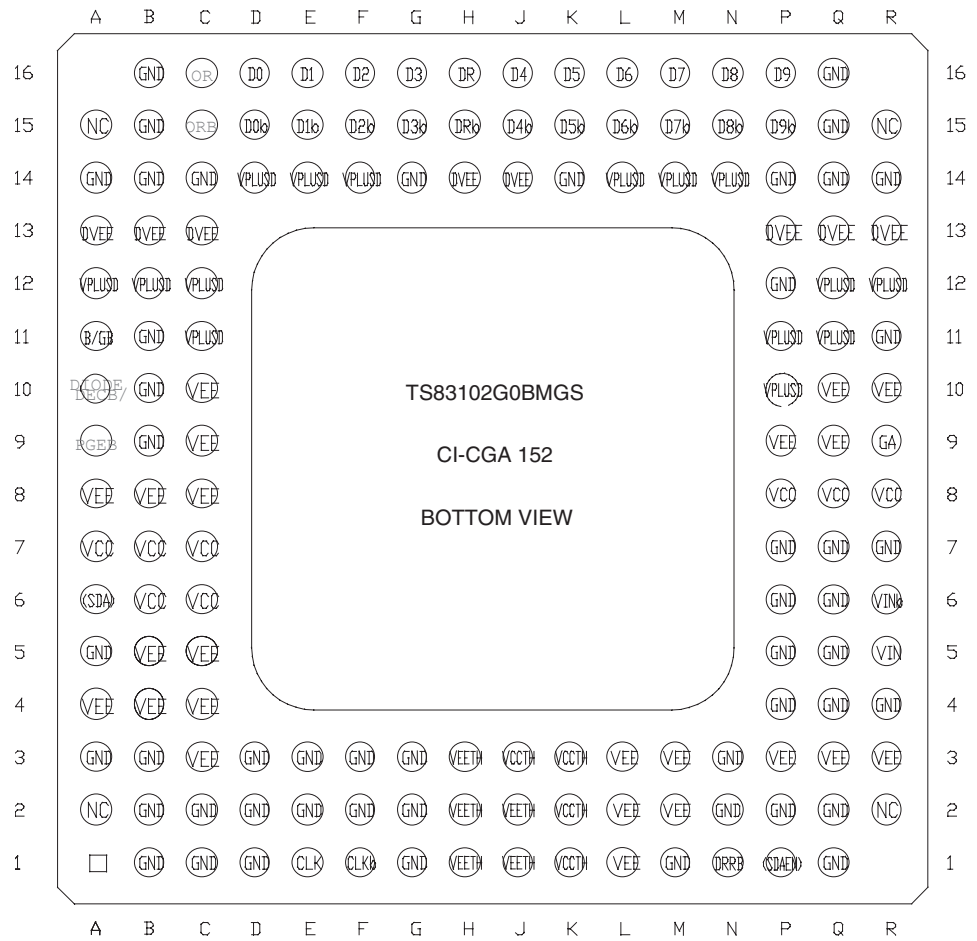 A B C D E F G H J K L M N P Q R
16 GND OR D0 D1 D2 G3 DR D4 D5 D6 D7 D8 D9 GND 16
15 NC GND ORB D0b D1b D2b G3b DRb D4b D5b D6b D7b D8b D9b GND NC 15
14 GND GND GND VPLUSD VPLUSD VPLUSD GND DVEE DVEE GND VPLUSD VPLUSD VPLUSD GND GND GND 14
13 DVEE DVEE DVEE DVEE DVEE DVEE 13
12 VPLUSD VPLUSD VPLUSD GND VPLUSD VPLUSD 12
11 B/GB GND VPLUSD VPLUSD VPLUSD GND 11
DIODE
10 DECB/ GND VEE TS83102G0BMGS VPLUSD VEE VEE 10
9 PGEB GND VEE CI-CGA 152 VEE VEE GA 9
8 VEE VEE VEE BOTTOM VIEW VCC VCC VCC 8
7 VCC VCC VCC GND GND GND 7
6 (SDA) VCC VCC GND GND VINb 6
5 GND VEE VEE GND GND VIN 5
4 VEE VEE VEE GND GND GND 4
3 GND GND VEE GND GND GND GND VEETH VCCTH VCCTH VEE VEE GND VEE VEE VEE 3
2 NC GND GND GND GND GND GND VEETH VEETH VCCTH VEE VEE GND GND GND NC 2
1 GND GND GND CLK CLKb GND VEETH VEETH VCCTH VEE GND DRRB (SDAEN) GND 1
A B C D E F G H J K L M N P Q R